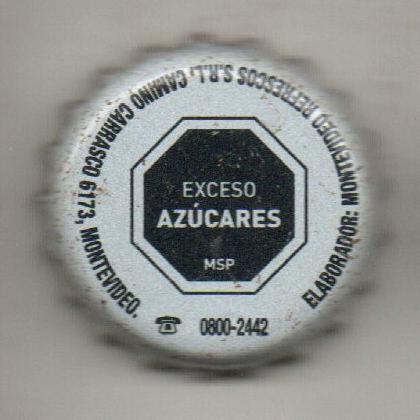 EXCESO
AZÚCARES
MSP
ELABORADOR: MONTEVIDEO REFRESCOS S.R.L., CAMINO CARRASCO 6173, MONTEVIDEO.
☎ 0800-2442